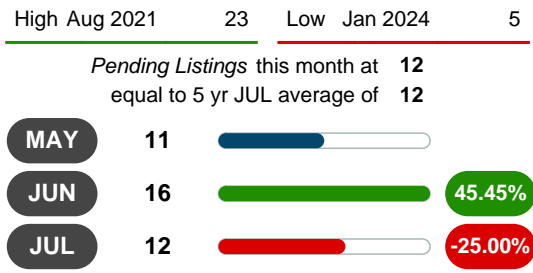 High Aug 2021 23 Low Jan 2024 5
Pending Listings this month at 12
equal to 5 yr JUL average of 12
MAY 11
JUN 16 45.45%
JUL 12 -25.00%